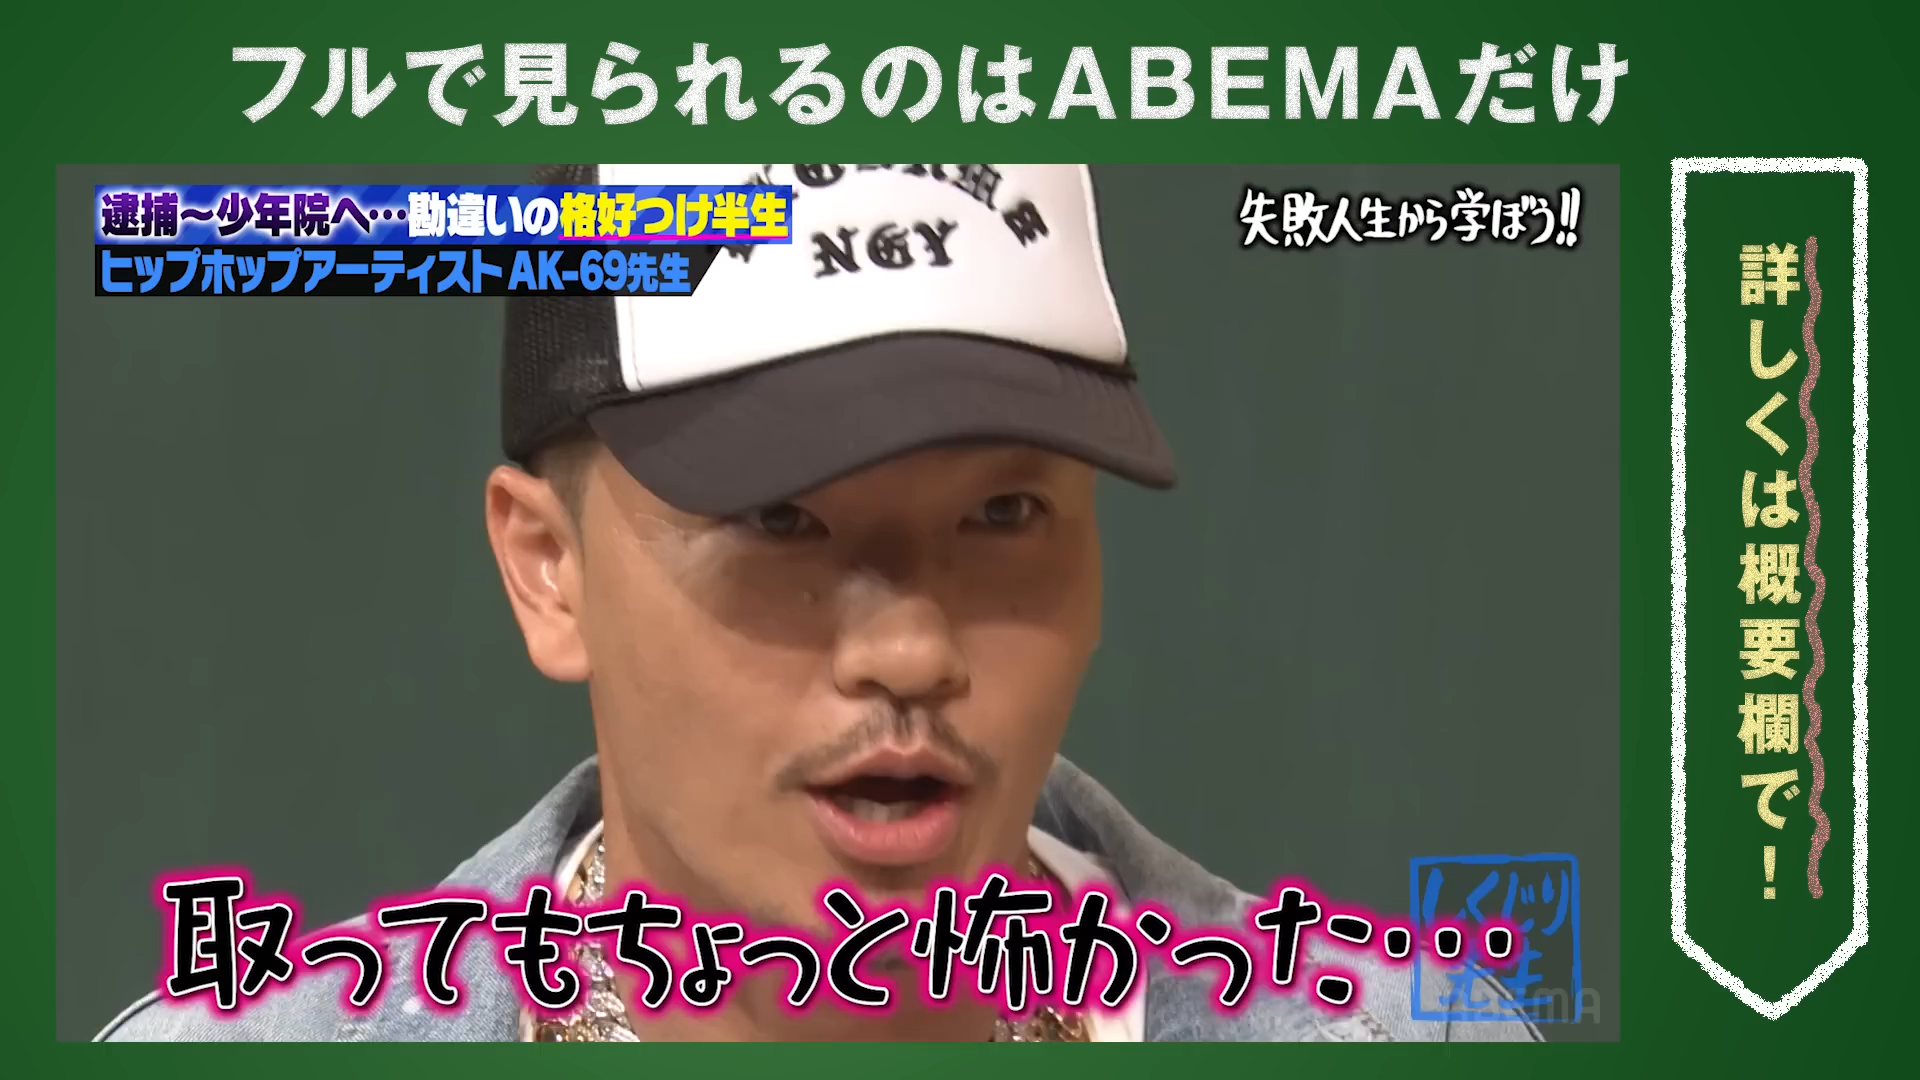 フルで見られるのはABEMAだけ
逮捕～少年院へ…勘違いの格好つけ半生
ヒップホップアーティストAK-69先生
失敗人生から学ぼう!!
NGY
詳しくは概要欄で！
取ってもちょっと怖かった…
しくじり先生
ABEMA